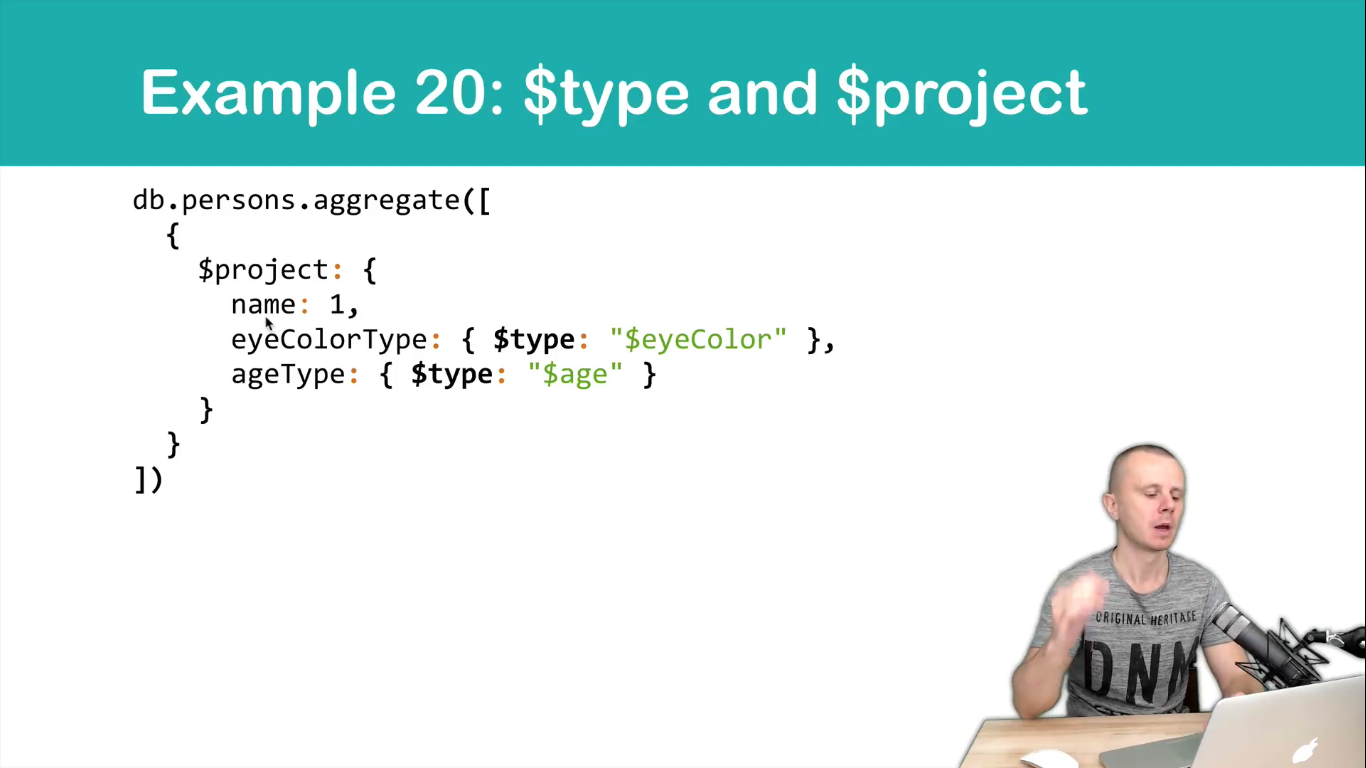 Example 20: $type and $project
db.persons.aggregate([
  {
    $project: {
      name: 1,
      eyeColorType: { $type: "$eyeColor" },
      ageType: { $type: "$age" }
    }
  }
])
ORIGINAL HERITAGE
DNM